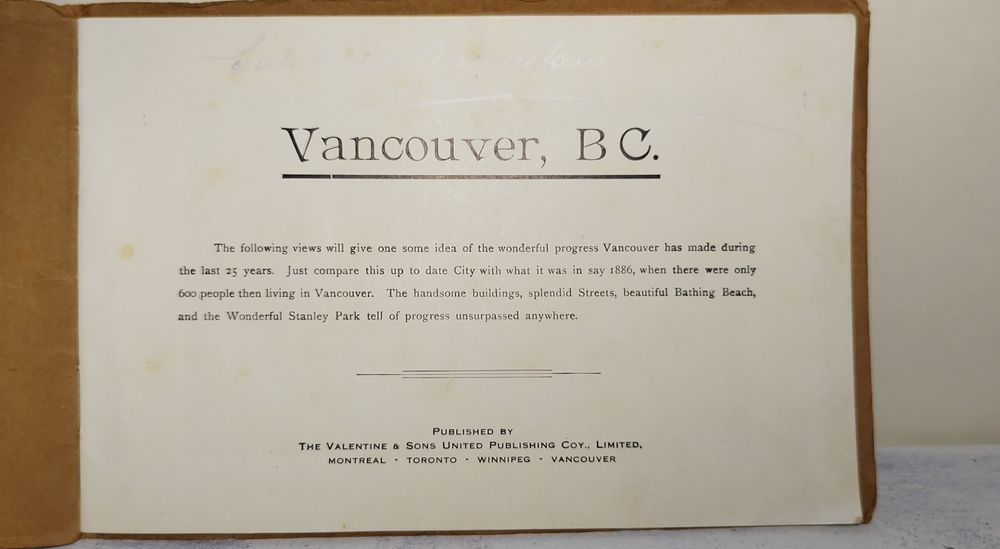 Vancouver, B C.
The following views will give one some idea of the wonderful progress Vancouver has made during
the last 25 years. Just compare this up to date City with what it was in say 1886, when there were only
600 people then living in Vancouver. The handsome buildings, splendid Streets, beautiful Bathing Beach,
and the Wonderful Stanley Park tell of progress unsurpassed anywhere.
PUBLISHED BY
THE VALENTINE & SONS UNITED PUBLISHING COY., LIMITED,
MONTREAL - TORONTO - WINNIPEG - VANCOUVER